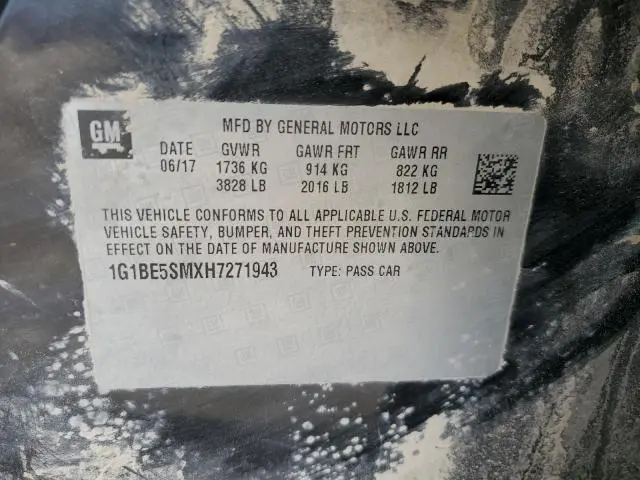 GM
MFD BY GENERAL MOTORS LLC
DATE GVWR GAWR FRT GAWR RR
06/17 1736 KG 914 KG 822 KG
3828 LB 2016 LB 1812 LB
THIS VEHICLE CONFORMS TO ALL APPLICABLE U.S. FEDERAL MOTOR
VEHICLE SAFETY, BUMPER, AND THEFT PREVENTION STANDARDS IN
EFFECT ON THE DATE OF MANUFACTURE SHOWN ABOVE.
1G1BE5SMXH7271943 TYPE: PASS CAR